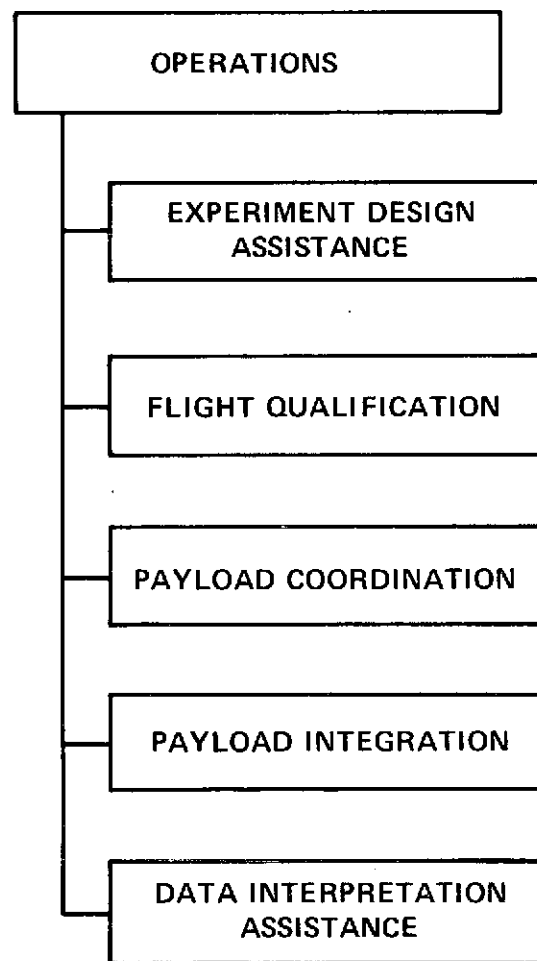 OPERATIONS
EXPERIMENT DESIGN
ASSISTANCE
FLIGHT QUALIFICATION
PAYLOAD COORDINATION
PAYLOAD INTEGRATION
DATA INTERPRETATION
ASSISTANCE